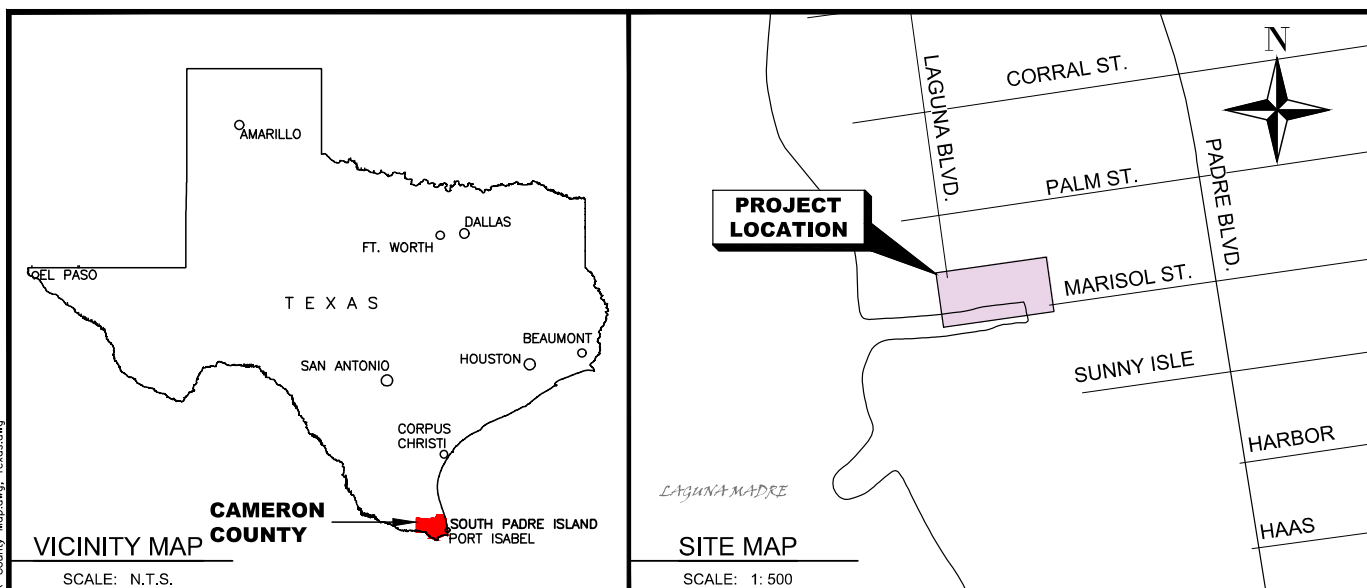 AMARILLO
DALLAS
FT. WORTH
EL PASO
TEXAS
BEAUMONT
HOUSTON
SAN ANTONIO
CORPUS
CHRISTI
CAMERON
COUNTY
SOUTH PADRE ISLAND
PORT ISABEL
VICINITY MAP
SCALE: N.T.S.
N
CORRAL ST.
LAGUNA BLVD.
PALM ST.
PADRE BLVD.
PROJECT
LOCATION
MARISOL ST.
SUNNY ISLE
HARBOR
LAGUNA MADRE
HAAS
SITE MAP
SCALE: 1:500